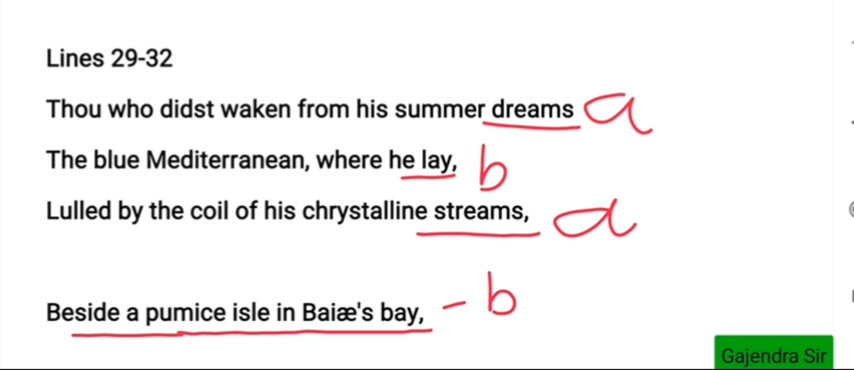 Lines 29-32
Thou who didst waken from his summer dreams a
The blue Mediterranean, where he lay, b
Lulled by the coil of his chrystalline streams, a
Beside a pumice isle in Baiæ's bay, - b
Gajendra Sir